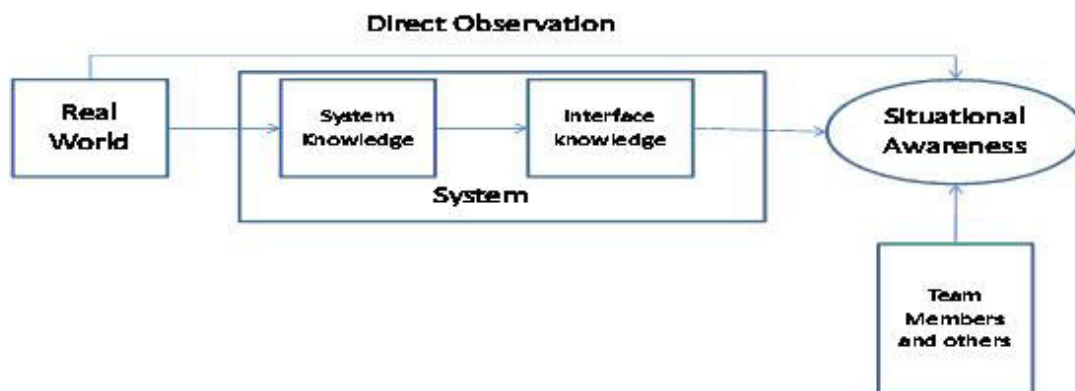 Direct Observation
Real
World
System
Knowledge
Interface
knowledge
Situational
Awareness
System
Team
Members
and others